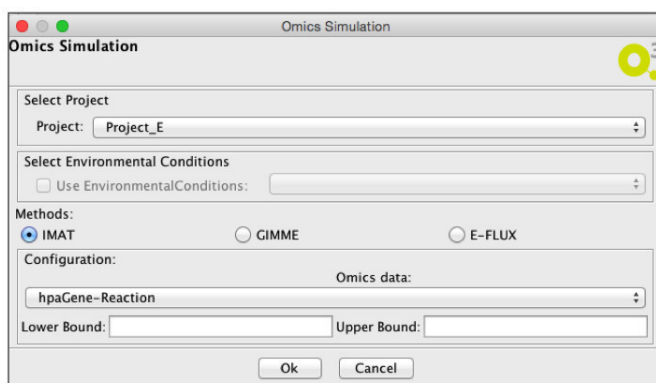 Omics Simulation
Omics Simulation
3
Select Project
Project: Project_E
Select Environmental Conditions
Use EnvironmentalConditions:
Methods:
IMAT GIMME E-FLUX
Configuration:
Omics data:
hpaGene-Reaction
Lower Bound: Upper Bound:
Ok Cancel